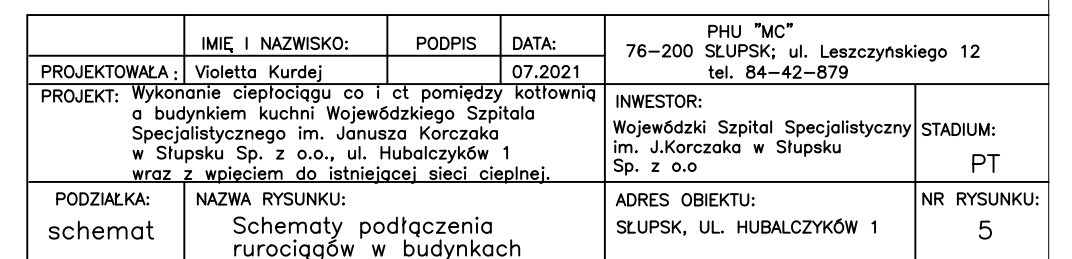 IMIĘ I NAZWISKO: PODPIS DATA:
PROJEKTOWAŁA: Violetta Kurdej 07.2021
PHU "MC"
76-200 SŁUPSK; ul. Leszczyńskiego 12
tel. 84-42-879
PROJEKT: Wykonanie ciepłociągu co i ct pomiędzy kotłownią
a budynkiem kuchni Wojewódzkiego Szpitala
Specjalistycznego im. Janusza Korczaka
w Słupsku Sp. z o.o., ul. Hubalczyków 1
wraz z wpięciem do istniejącej sieci cieplnej.
INWESTOR:
Wojewódzki Szpital Specjalistyczny
im. J.Korczaka w Słupsku
Sp. z o.o
STADIUM:
PT
PODZIAŁKA:
schemat
NAZWA RYSUNKU:
Schematy podłączenia
rurociągów w budynkach
ADRES OBIEKTU:
SŁUPSK, UL. HUBALCZYKÓW 1
NR RYSUNKU:
5